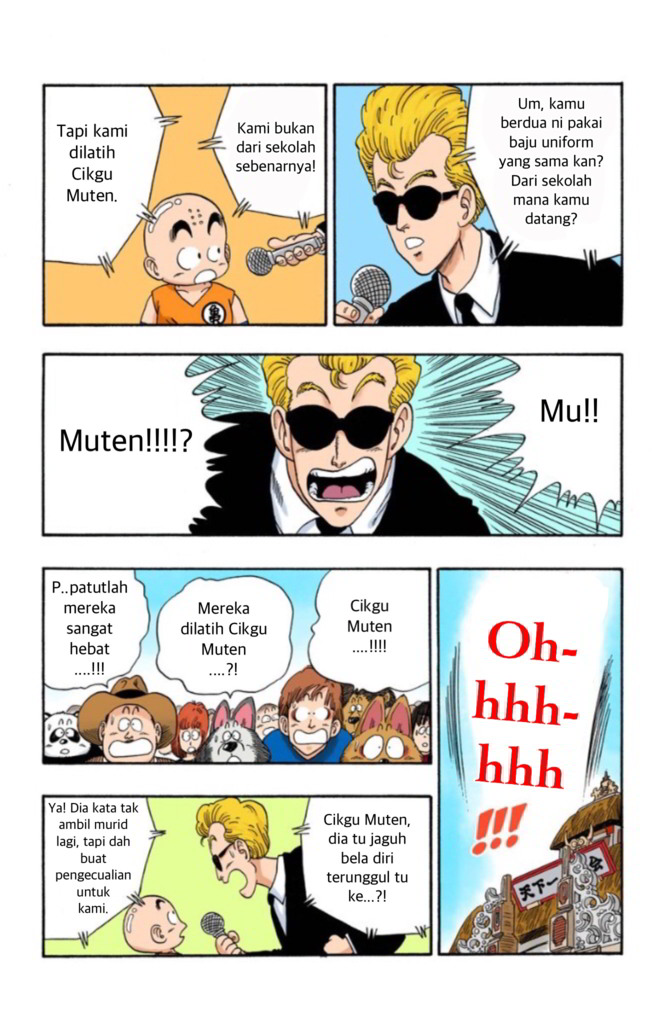 Um, kamu
berdua ni pakai
baju uniform
yang sama kan?
Dari sekolah
mana kamu
datang?
Kami bukan
dari sekolah
sebenarnya!
Tapi kami
dilatih
Cikgu
Muten.
亀
Mu!!
Muten!!!!?
Oh-
hhh-
hhh
!!!
天下一
Cikgu
Muten
....!!!!
Mereka
dilatih Cikgu
Muten
....?!
P..patutlah
mereka
sangat
hebat
....!!!
Cikgu Muten,
dia tu jaguh
bela diri
terunggul tu
ke...?!
Ya! Dia kata tak
ambil murid
lagi, tapi dah
buat
pengecualian
untuk
kami.